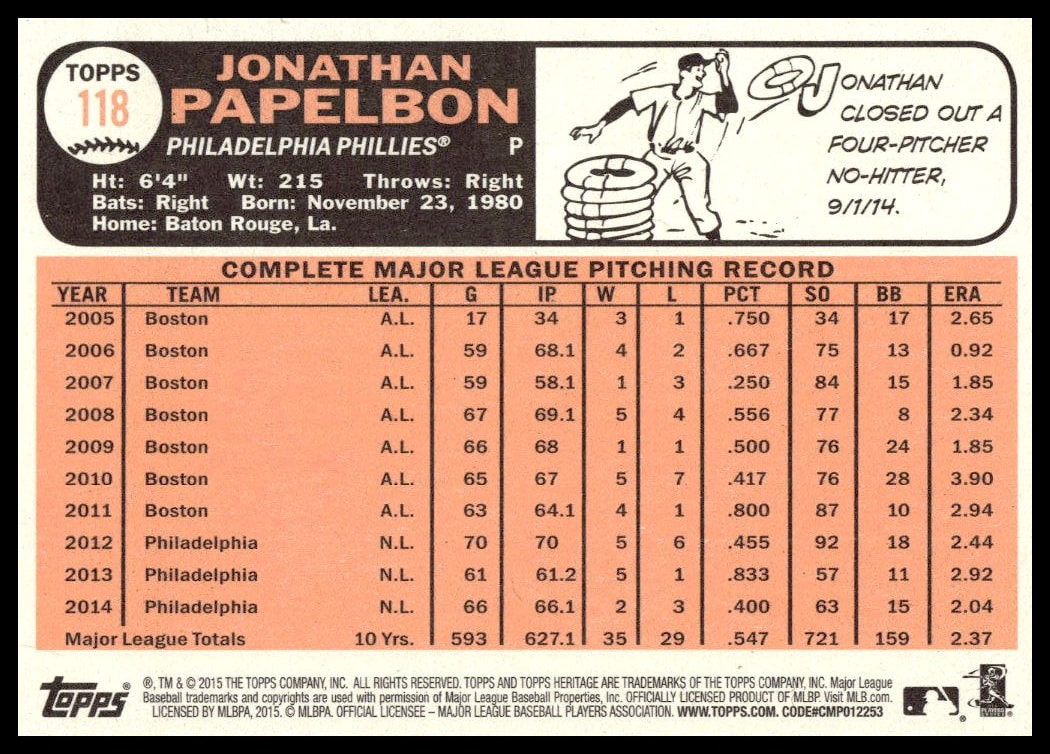 TOPPS
118
JONATHAN
PAPELBON
PHILADELPHIA PHILLIES® P
Ht: 6'4" Wt: 215 Throws: Right
Bats: Right Born: November 23, 1980
Home: Baton Rouge, La.
JONATHAN
CLOSED OUT A
FOUR-PITCHER
NO-HITTER,
9/1/14.
COMPLETE MAJOR LEAGUE PITCHING RECORD
YEAR TEAM LEA. G IP W L PCT SO BB ERA
2005 Boston A.L. 17 34 3 1 .750 34 17 2.65
2006 Boston A.L. 59 68.1 4 2 .667 75 13 0.92
2007 Boston A.L. 59 58.1 1 3 .250 84 15 1.85
2008 Boston A.L. 67 69.1 5 4 .556 77 8 2.34
2009 Boston A.L. 66 68 1 1 .500 76 24 1.85
2010 Boston A.L. 65 67 5 7 .417 76 28 3.90
2011 Boston A.L. 63 64.1 4 1 .800 87 10 2.94
2012 Philadelphia N.L. 70 70 5 6 .455 92 18 2.44
2013 Philadelphia N.L. 61 61.2 5 1 .833 57 11 2.92
2014 Philadelphia N.L. 66 66.1 2 3 .400 63 15 2.04
Major League Totals 10 Yrs. 593 627.1 35 29 .547 721 159 2.37
topps®
®, TM & © 2015 THE TOPPS COMPANY, INC. ALL RIGHTS RESERVED. TOPPS AND TOPPS HERITAGE ARE TRADEMARKS OF THE TOPPS COMPANY, INC. Major League
Baseball trademarks and copyrights are used with permission of Major League Baseball Properties, Inc. OFFICIALLY LICENSED PRODUCT OF MLBP. Visit MLB.com.
LICENSED BY MLBPA, 2015. © MLBPA. OFFICIAL LICENSEE – MAJOR LEAGUE BASEBALL PLAYERS ASSOCIATION. WWW.TOPPS.COM. CODE#CMP012253